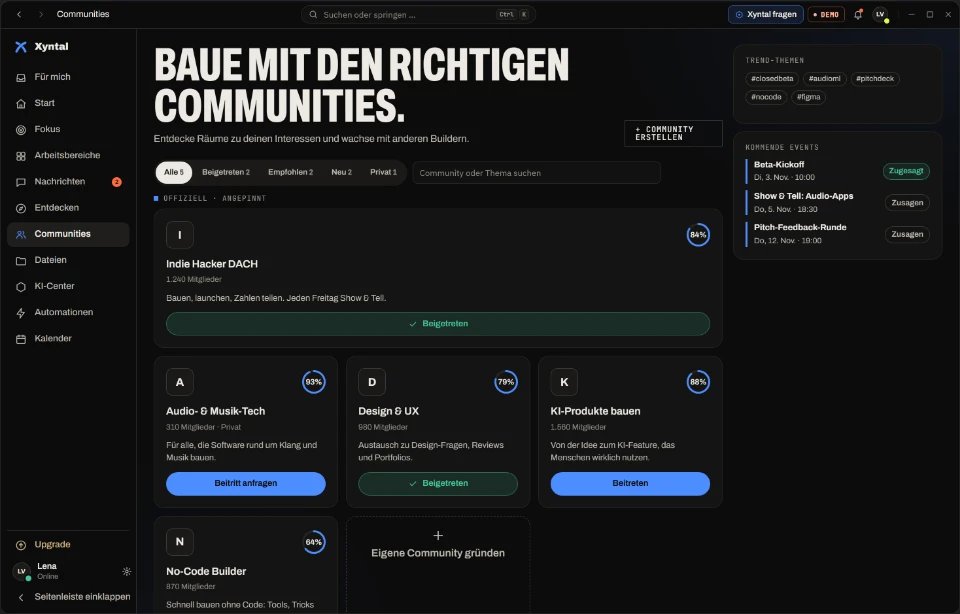 Communities
Suchen oder springen ...
Ctrl K
Xyntal fragen
DEMO
LV
Xyntal
Für mich
Start
Fokus
Arbeitsbereiche
Nachrichten 2
Entdecken
Communities
Dateien
KI-Center
Automationen
Kalender
Upgrade
LV
Lena
Online
Seitenleiste einklappen
BAUE MIT DEN RICHTIGEN
COMMUNITIES.
Entdecke Räume zu deinen Interessen und wachse mit anderen Buildern.
+ COMMUNITY
ERSTELLEN
Alle 5 Beigetreten 2 Empfohlen 2 Neu 2 Privat 1
Community oder Thema suchen
OFFIZIELL · ANGEPINNT
I
84%
Indie Hacker DACH
1.240 Mitglieder
Bauen, launchen, Zahlen teilen. Jeden Freitag Show & Tell.
Beigetreten
A
93%
Audio- & Musik-Tech
310 Mitglieder · Privat
Für alle, die Software rund um Klang und
Musik bauen.
Beitritt anfragen
D
79%
Design & UX
980 Mitglieder
Austausch zu Design-Fragen, Reviews
und Portfolios.
Beigetreten
K
88%
KI-Produkte bauen
1.560 Mitglieder
Von der Idee zum KI-Feature, das
Menschen wirklich nutzen.
Beitreten
N
64%
No-Code Builder
870 Mitglieder
Schnell bauen ohne Code: Tools, Tricks
+
Eigene Community gründen
TREND-THEMEN
#closedbeta #audioml #pitchdeck
#nocode #figma
KOMMENDE EVENTS
Beta-Kickoff
Di, 3. Nov. · 10:00
Zugesagt
Show & Tell: Audio-Apps
Do, 5. Nov. · 18:30
Zusagen
Pitch-Feedback-Runde
Do, 12. Nov. · 19:00
Zusagen